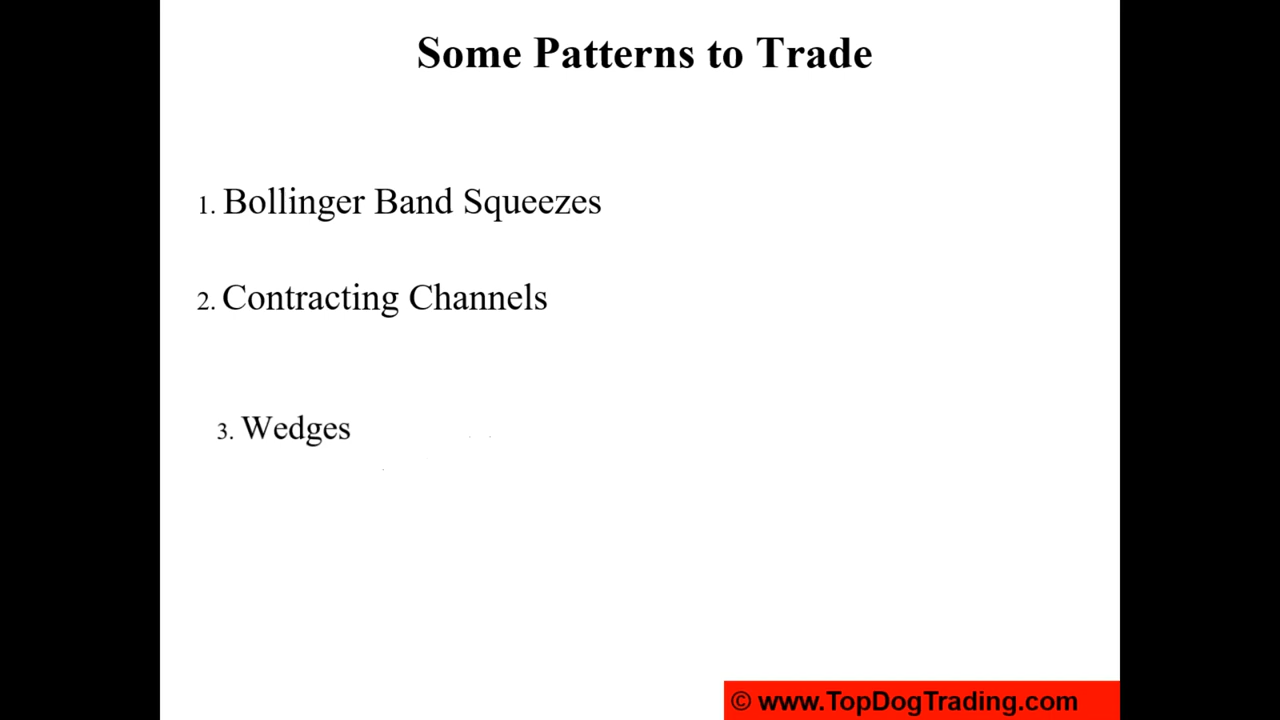 Some Patterns to Trade
1. Bollinger Band Squeezes
2. Contracting Channels
3. Wedges
© www.TopDogTrading.com